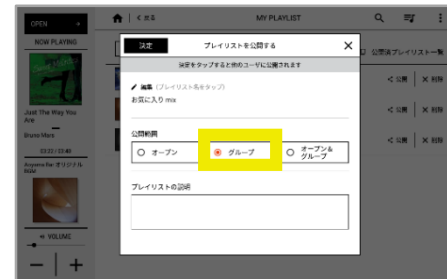 OPEN
< 戻る
MY PLAYLIST
NOW PLAYING
決定
プレイリストを公開する
×
公開済プレイリスト一覧
決定をタップすると他のユーザに公開されます
編集 (プレイリスト名をタップ)
お気に入り mix
Just The Way You Are
Bruno Mars
公開
× 削除
公開
× 削除
公開
× 削除
公開範囲
オープン
グループ
オープン&
グループ
プレイリストの説明
VOLUME
− | +